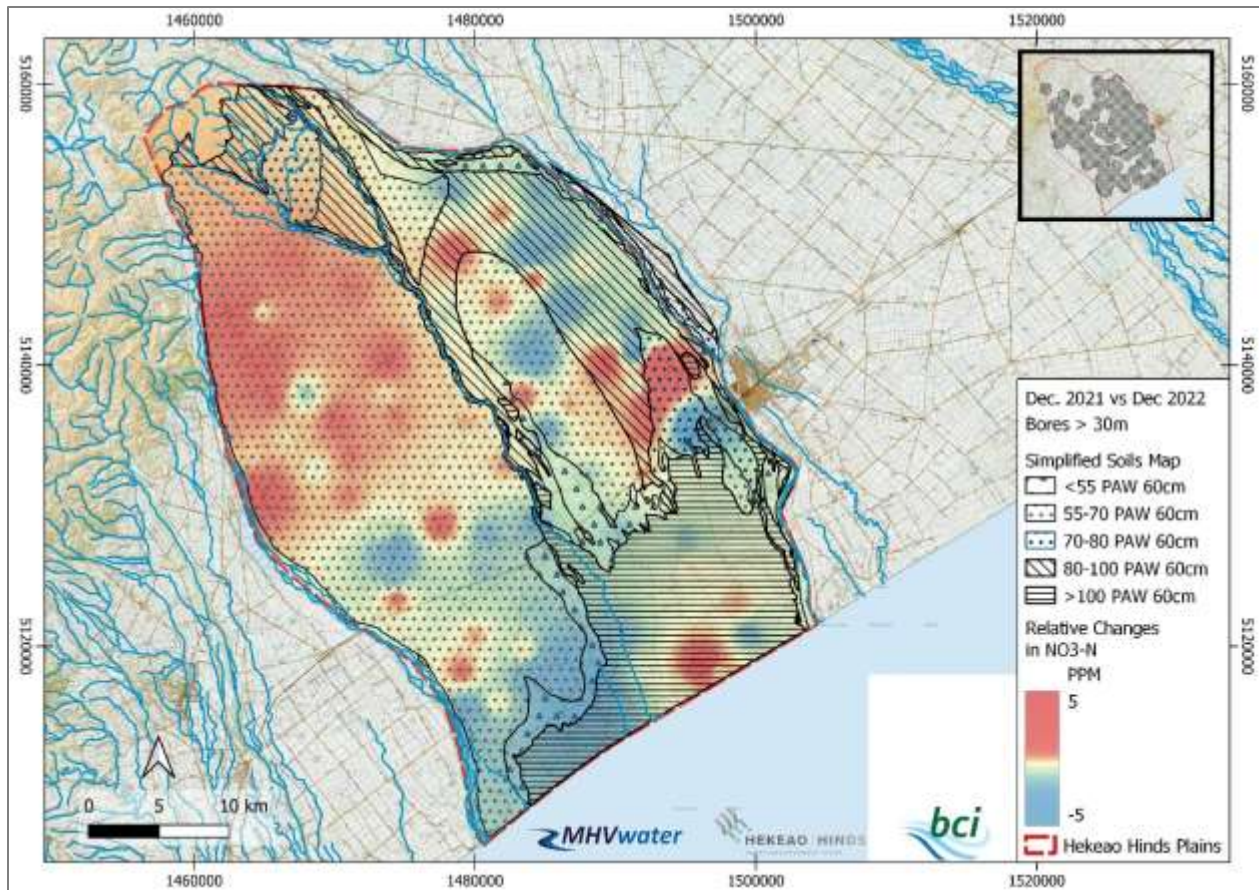 1460000
1480000
1500000
1520000
5160000
5160000
5140000
5140000
5120000
5120000
Dec. 2021 vs Dec 2022
Bores > 30m
Simplified Soils Map
<55 PAW 60cm
55-70 PAW 60cm
70-80 PAW 60cm
80-100 PAW 60cm
>100 PAW 60cm
Relative Changes
in NO3-N
PPM
5
-5
Hekeao Hinds Plains
0 5 10 km
MHVwater
HEKEAO HINDS
bci
1460000
1480000
1500000
1520000